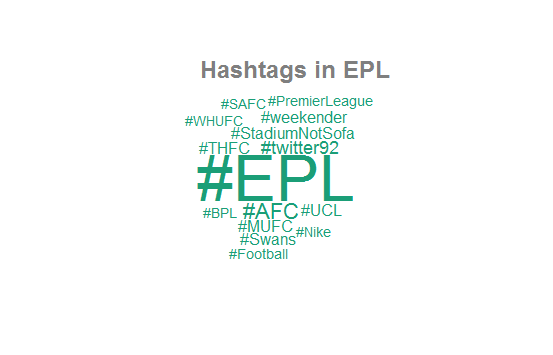 Hashtags in EPL
#SAFC #PremierLeague
#WHUFC #weekender
#StadiumNotSofa
#THFC #twitter92
#EPL
#BPL #AFC #UCL
#MUFC #Nike
#Swans
#Football